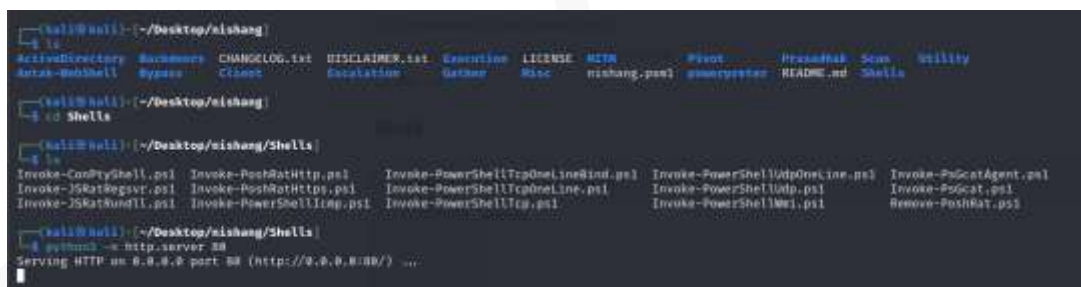 (kali㉿kali)-[~/Desktop/nishang]
$ ls
ActiveDirectory Backdoors CHANGELOG.txt DISCLAIMER.txt Execution LICENSE MITM Pivot Prasadhak Scan Utility
Antak-WebShell Bypass Client Escalation Gather Misc nishang.psm1 powerpreter README.md Shells
(kali㉿kali)-[~/Desktop/nishang]
$ cd Shells
(kali㉿kali)-[~/Desktop/nishang/Shells]
$ ls
Invoke-ConPtyShell.ps1 Invoke-PoshRatHttp.ps1 Invoke-PowerShellTcpOneLineBind.ps1 Invoke-PowerShellUdpOneLine.ps1 Invoke-PsGcatAgent.ps1
Invoke-JSRatRegsvr.ps1 Invoke-PoshRatHttps.ps1 Invoke-PowerShellTcpOneLine.ps1 Invoke-PowerShellUdp.ps1 Invoke-PsGcat.ps1
Invoke-JSRatRundll.ps1 Invoke-PowerShellIcmp.ps1 Invoke-PowerShellTcp.ps1 Invoke-PowerShellWmi.ps1 Remove-PoshRat.ps1
(kali㉿kali)-[~/Desktop/nishang/Shells]
$ python3 -m http.server 80
Serving HTTP on 0.0.0.0 port 80 (http://0.0.0.0:80/) ...